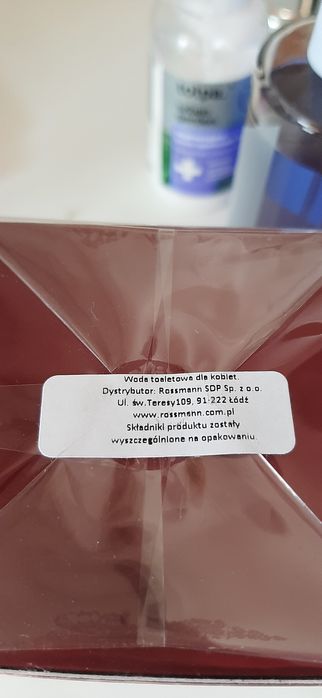 Woda toaletowa dla kobiet.
Dystrybutor: Rossmann SDP Sp. z o.o.
Ul. św.Teresy109, 91-222 Łódź
www.rossmann.com.pl
Składniki produktu zostały
wyszczególnione na opakowaniu.